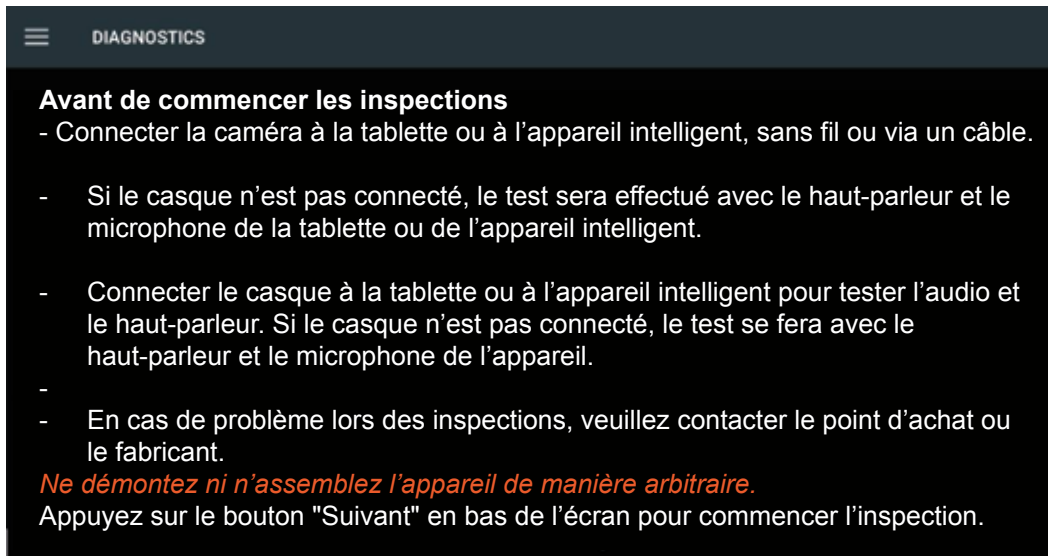 DIAGNOSTICS
Avant de commencer les inspections
- Connecter la caméra à la tablette ou à l’appareil intelligent, sans fil ou via un câble.
- Si le casque n’est pas connecté, le test sera effectué avec le haut-parleur et le
microphone de la tablette ou de l’appareil intelligent.
- Connecter le casque à la tablette ou à l’appareil intelligent pour tester l’audio et
le haut-parleur. Si le casque n’est pas connecté, le test se fera avec le
haut-parleur et le microphone de l’appareil.
-
- En cas de problème lors des inspections, veuillez contacter le point d’achat ou
le fabricant.
Ne démontez ni n’assemblez l’appareil de manière arbitraire.
Appuyez sur le bouton "Suivant" en bas de l’écran pour commencer l’inspection.